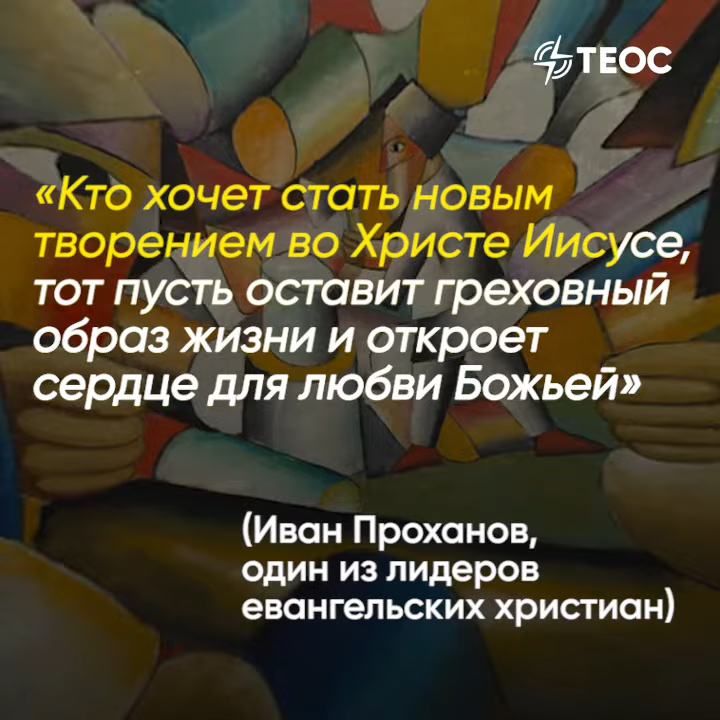 ТЕОС
«Кто хочет стать новым
творением во Христе Иисусе,
тот пусть оставит греховный
образ жизни и откроет
сердце для любви Божьей»
(Иван Проханов,
один из лидеров
евангельских христиан)